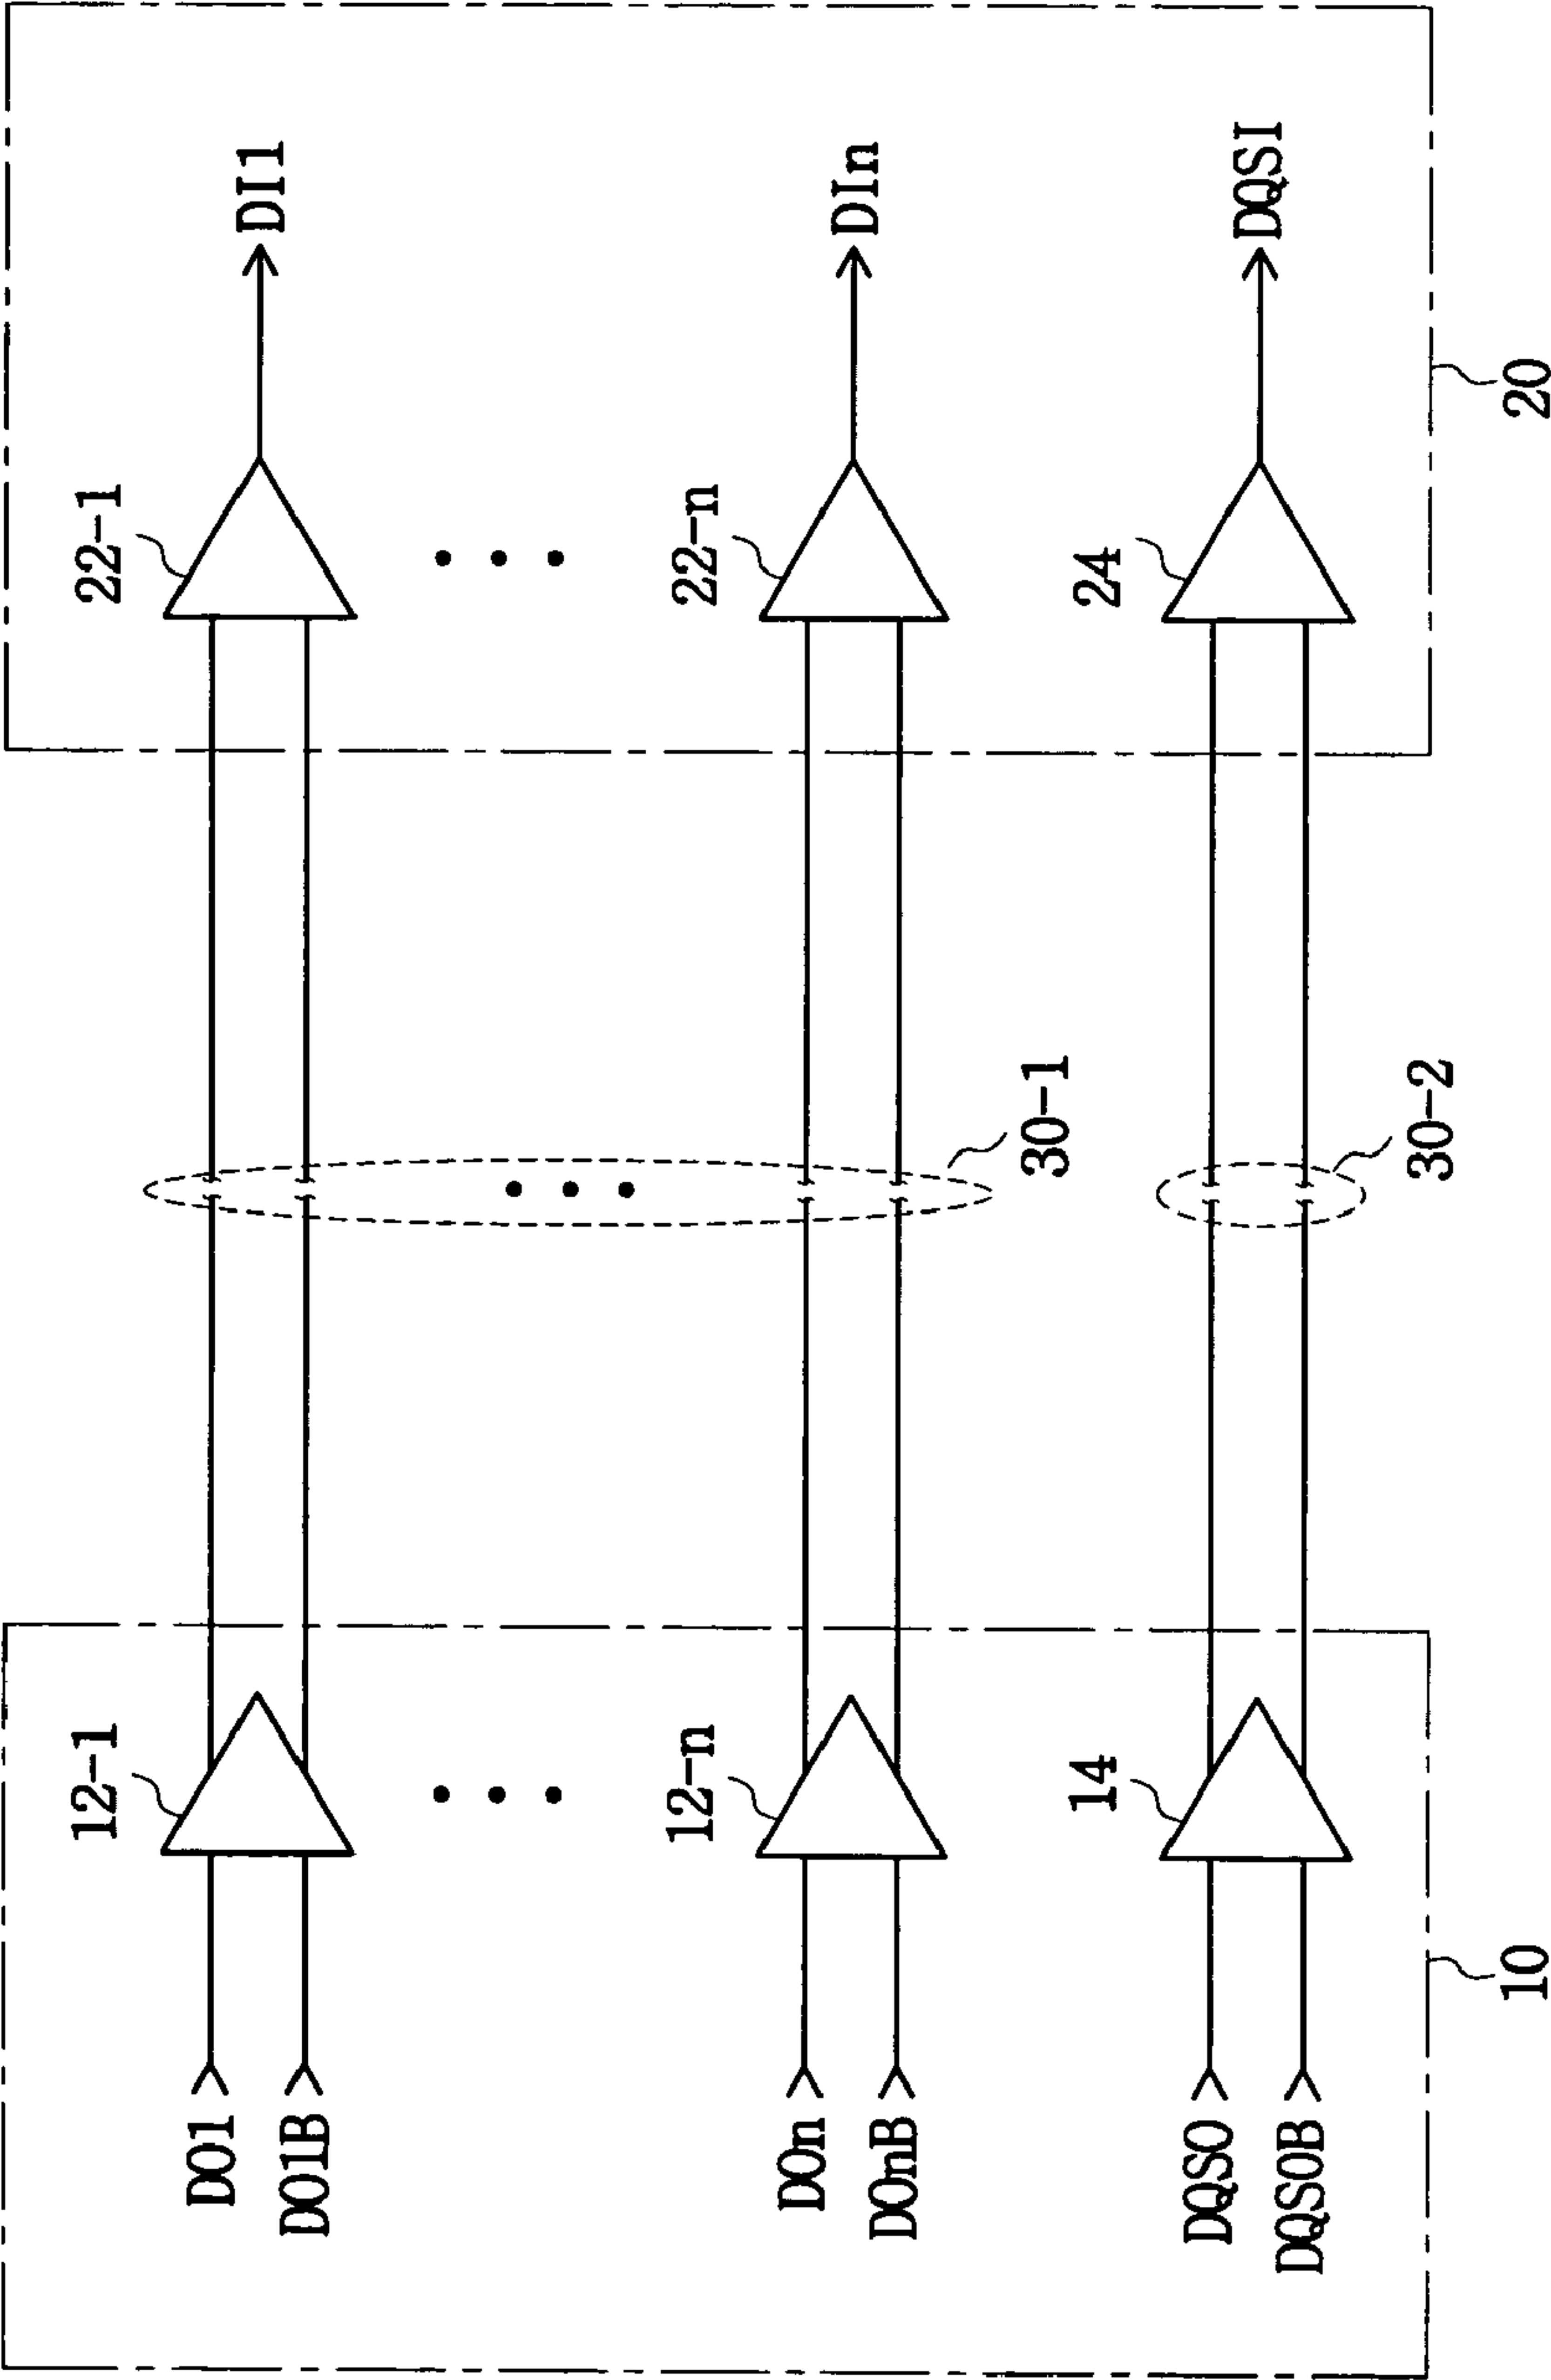 DO1
DO1B
12-1
22-1
DI1
DOn
DOnB
12-n
30-1
22-n
DIn
DQSO
DQSOB
14
30-2
24
DQSI
10
20